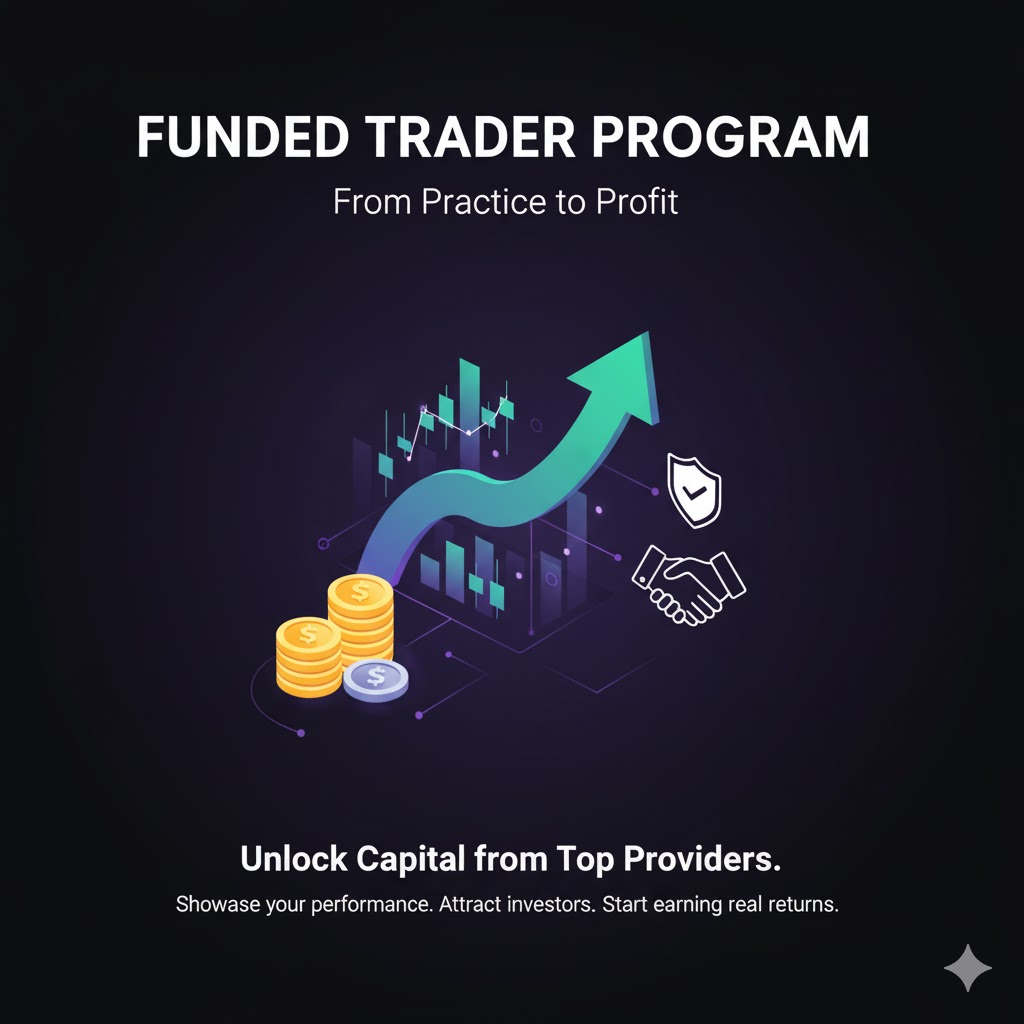 FUNDED TRADER PROGRAM
From Practice to Profit
$
$
$
Unlock Capital from Top Providers.
Showase your performance. Attract investors. Start earning real returns.